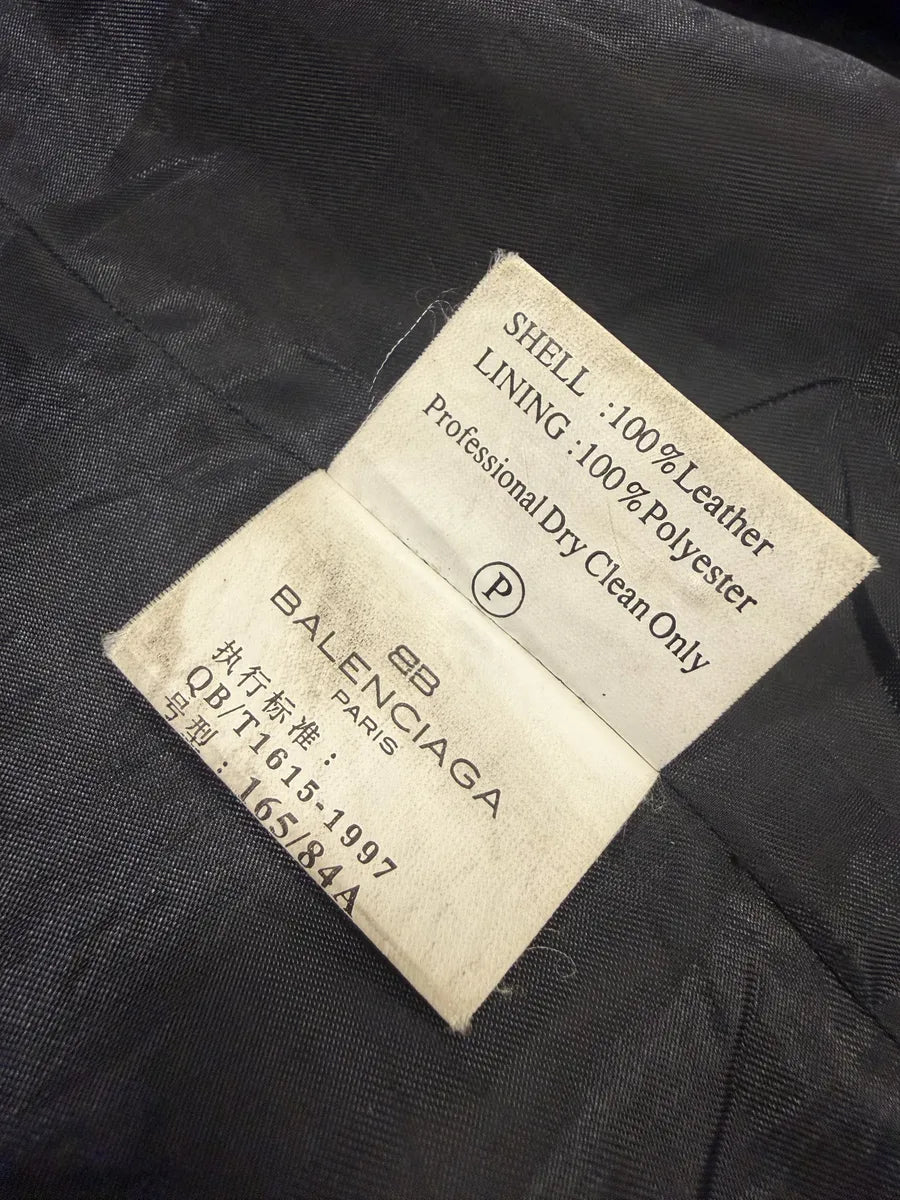 SHELL :100%Leather
LINING :100%Polyester
Professional Dry Clean Only
P
BB
BALENCIAGA
PARIS
执行标准：
QB/T1615-1997
号型：165/84A